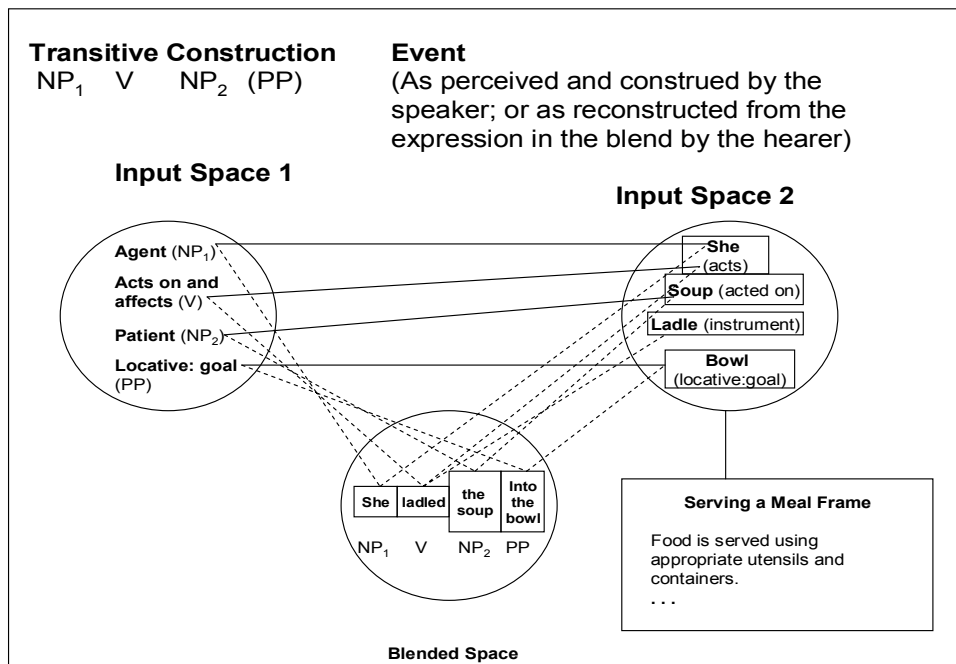 Transitive Construction
NP₁ V NP₂ (PP)
Event
(As perceived and construed by the
speaker; or as reconstructed from the
expression in the blend by the hearer)
Input Space 1
Input Space 2
Agent (NP₁)
Acts on and
affects (V)
Patient (NP₂)
Locative: goal
(PP)
She
(acts)
Soup (acted on)
Ladle (instrument)
Bowl
(locative:goal)
She
ladled
the
soup
Into
the
bowl
NP₁ V NP₂ PP
Blended Space
Serving a Meal Frame
Food is served using
appropriate utensils and
containers.
. . .